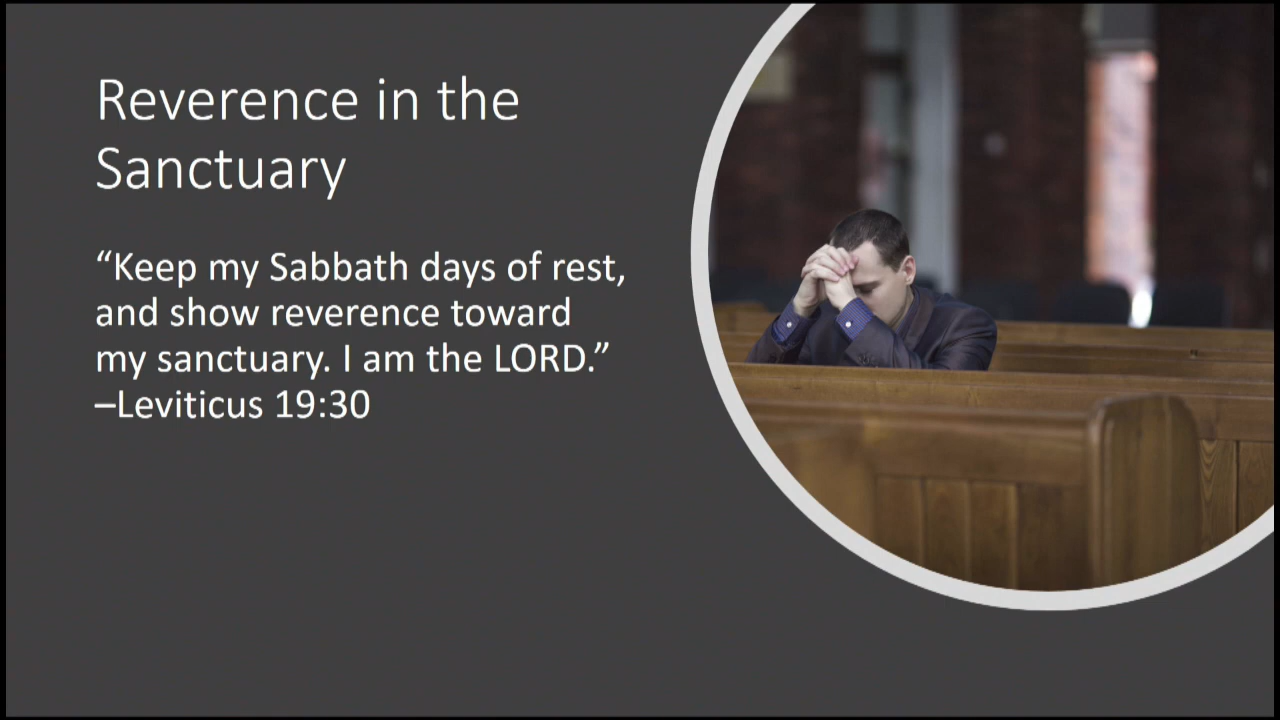 Reverence in the
Sanctuary
“Keep my Sabbath days of rest,
and show reverence toward
my sanctuary. I am the LORD.”
–Leviticus 19:30